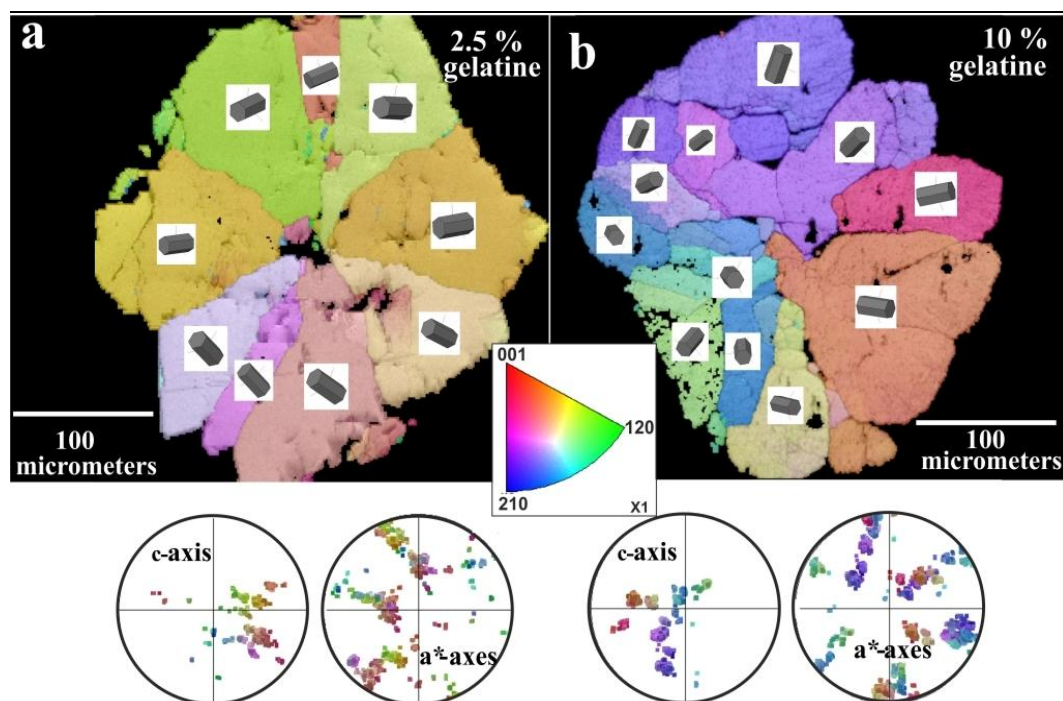 a
2.5 %
gelatine
b
10 %
gelatine
100
micrometers
001
120
210
X1
100
micrometers
c-axis
a*-axes
c-axis
a*-axes